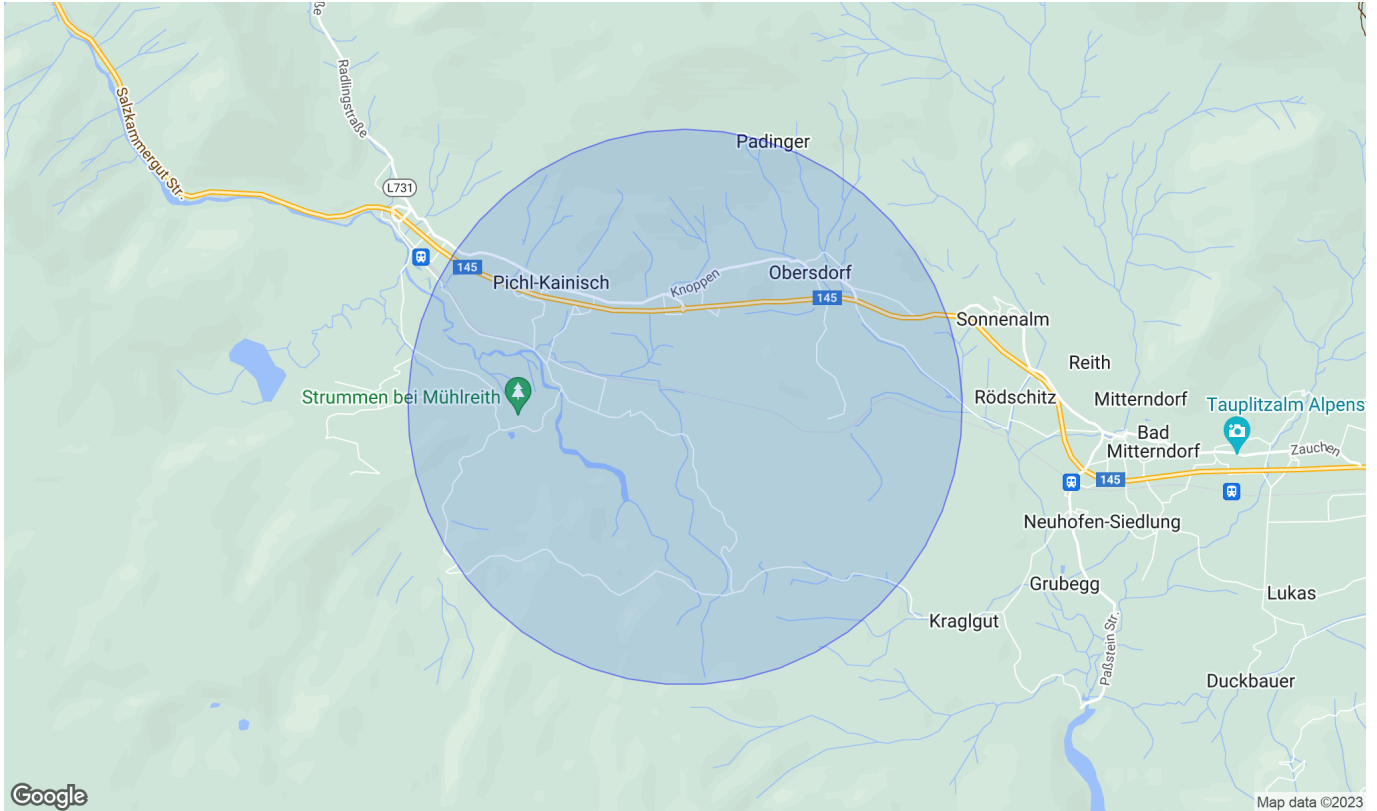 ße
Radlingstraße
Salzkammergut Str.
Padinger
L731
145
Pichl-Kainisch
Knoppen
Obersdorf
145
Sonnenalm
Reith
Strummen bei Mühlreith
Rödschitz
Mitterndorf
Tauplitzalm Alpens
Bad
Mitterndorf
Zauchen
145
Neuhofen-Siedlung
Grubegg
Lukas
Kraglgut
Paßstein Str.
Duckbauer
Google
Map data ©2023